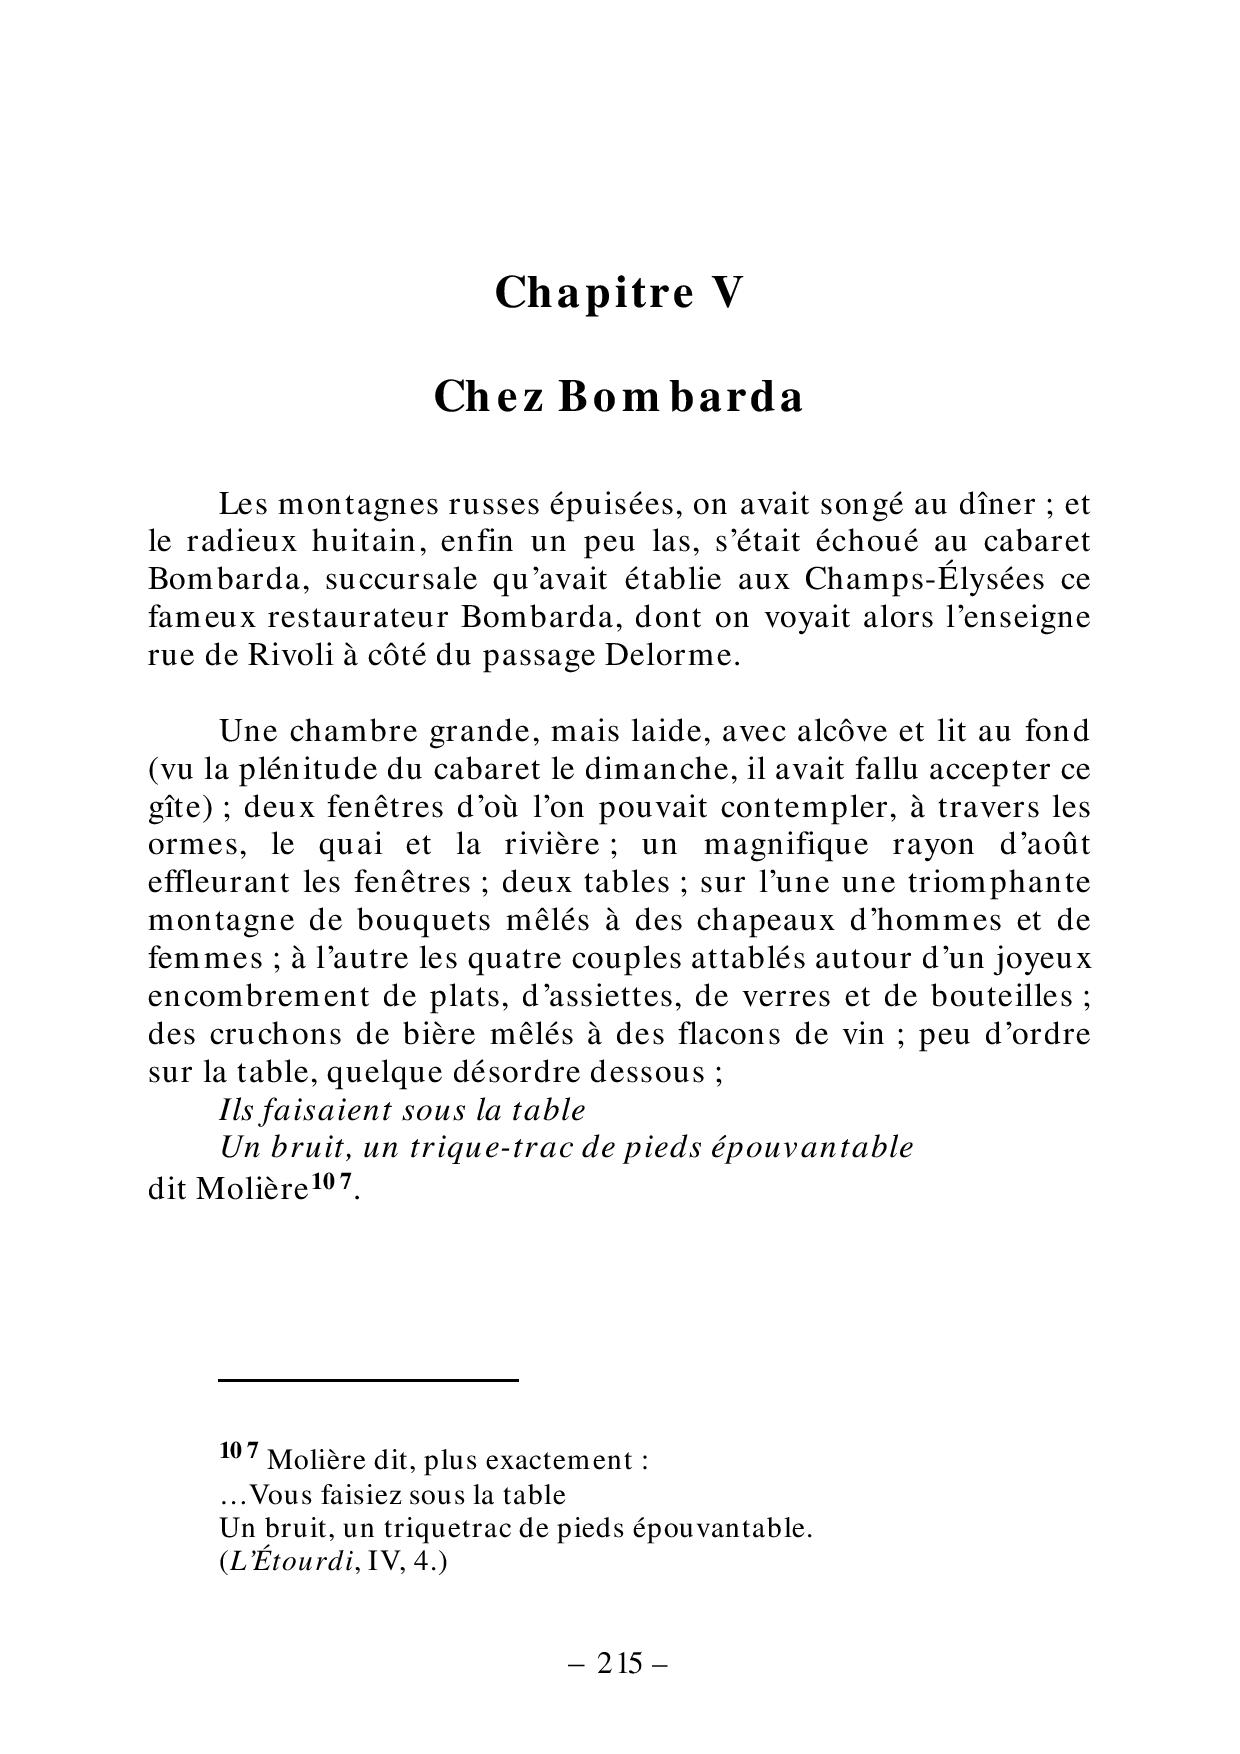 Chapitre V
Chez Bombarda
Les montagnes russes épuisées, on avait songé au dîner ; et
le radieux huitain, enfin un peu las, s’était échoué au cabaret
Bombarda, succursale qu’avait établie aux Champs-Élysées ce
fameux restaurateur Bombarda, dont on voyait alors l’enseigne
rue de Rivoli à côté du passage Delorme.
Une chambre grande, mais laide, avec alcôve et lit au fond
(vu la plénitude du cabaret le dimanche, il avait fallu accepter ce
gîte) ; deux fenêtres d’où l’on pouvait contempler, à travers les
ormes, le quai et la rivière ; un magnifique rayon d’août
effleurant les fenêtres ; deux tables ; sur l’une une triomphante
montagne de bouquets mêlés à des chapeaux d’hommes et de
femmes ; à l’autre les quatre couples attablés autour d’un joyeux
encombrement de plats, d’assiettes, de verres et de bouteilles ;
des cruchons de bière mêlés à des flacons de vin ; peu d’ordre
sur la table, quelque désordre dessous ;
Ils faisaient sous la table
Un bruit, un trique-trac de pieds épouvantable
dit Molière107.
107 Molière dit, plus exactement :
…Vous faisiez sous la table
Un bruit, un triquetrac de pieds épouvantable.
(L’Étourdi, IV, 4.)
– 215 –